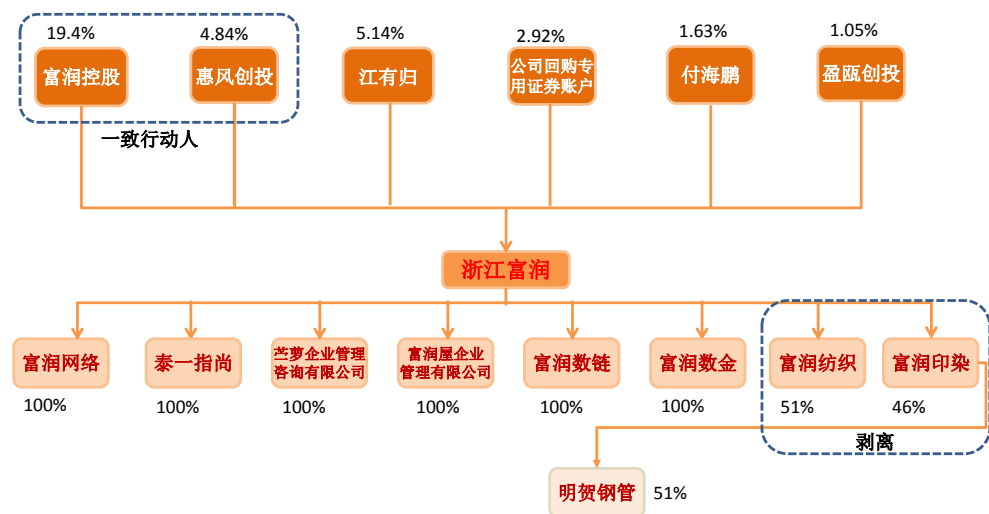 19.4%
4.84%
5.14%
2.92%
1.63%
1.05%
富润控股
惠风创投
江有归
公司回购专
用证券账户
付海鹏
盈瓯创投
一致行动人
浙江富润
富润网络
泰一指尚
苎萝企业管理
咨询有限公司
富润屋企业
管理有限公司
富润数链
富润数金
富润纺织
富润印染
100%
100%
100%
100%
100%
100%
51%
46%
剥离
明贺钢管
51%